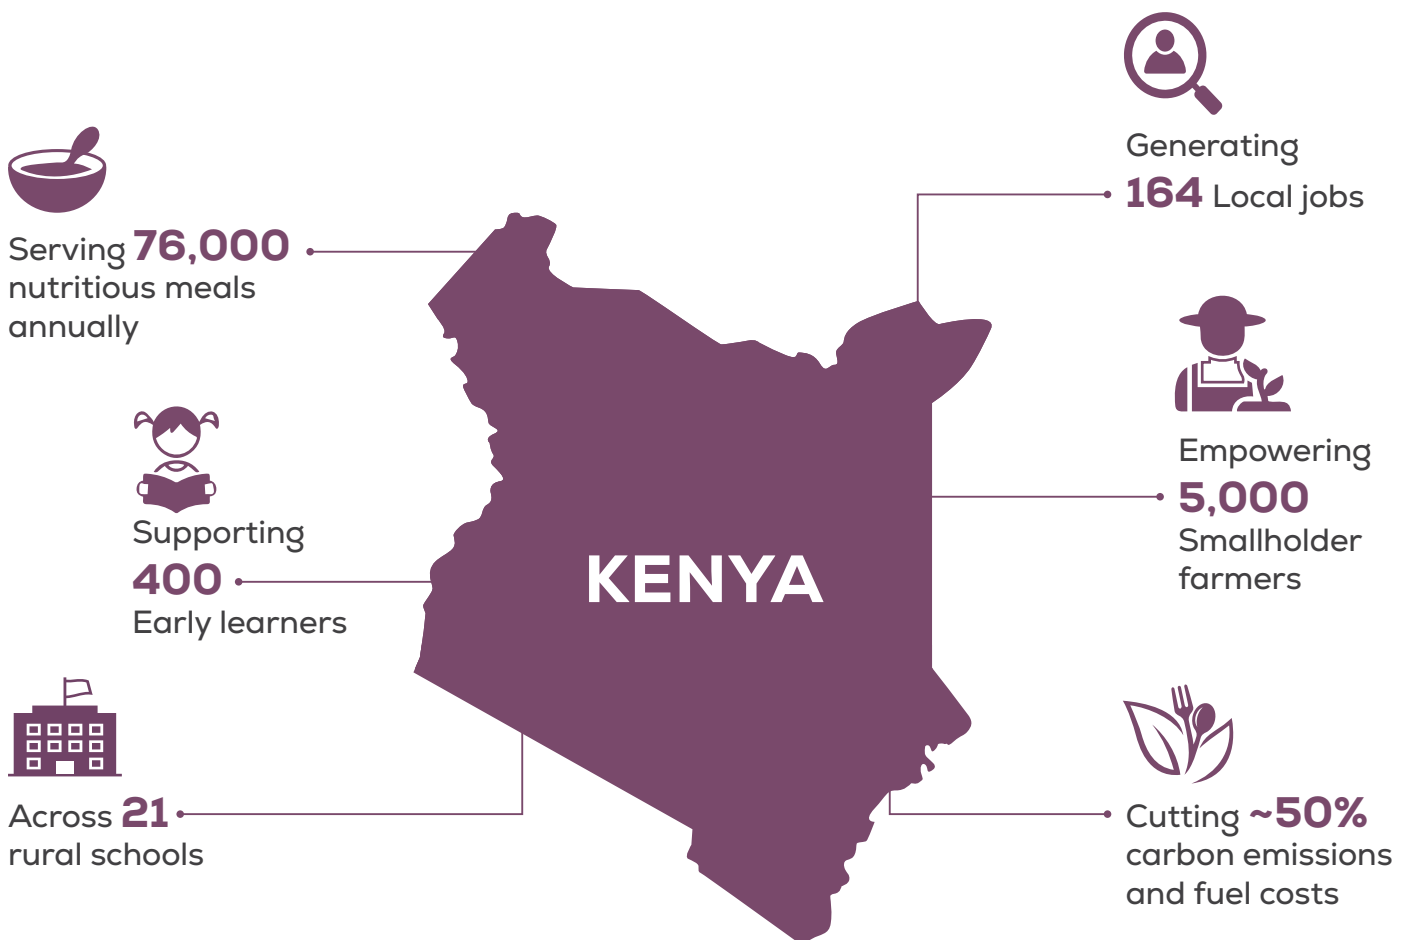 Serving 76,000
nutritious meals
annually
Supporting
400
Early learners
Across 21
rural schools
KENYA
Generating
164 Local jobs
Empowering
5,000
Smallholder
farmers
Cutting ~50%
carbon emissions
and fuel costs